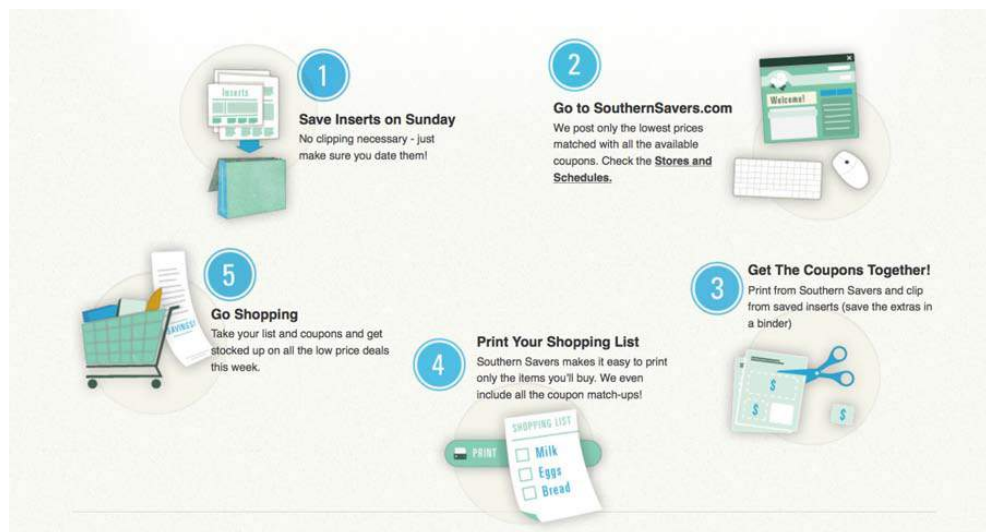 1
Save Inserts on Sunday
No clipping necessary - just
make sure you date them!
Inserts
2
Go to SouthernSavers.com
We post only the lowest prices
matched with all the available
coupons. Check the Stores and
Schedules.
Welcome!
3
Get The Coupons Together!
Print from Southern Savers and clip
from saved inserts (save the extras in
a binder)
$
$
$
4
Print Your Shopping List
Southern Savers makes it easy to print
only the items you'll buy. We even
include all the coupon match-ups!
PRINT
SHOPPING LIST
Milk
Eggs
Bread
5
Go Shopping
Take your list and coupons and get
stocked up on all the low price deals
this week.
SAVINGS!